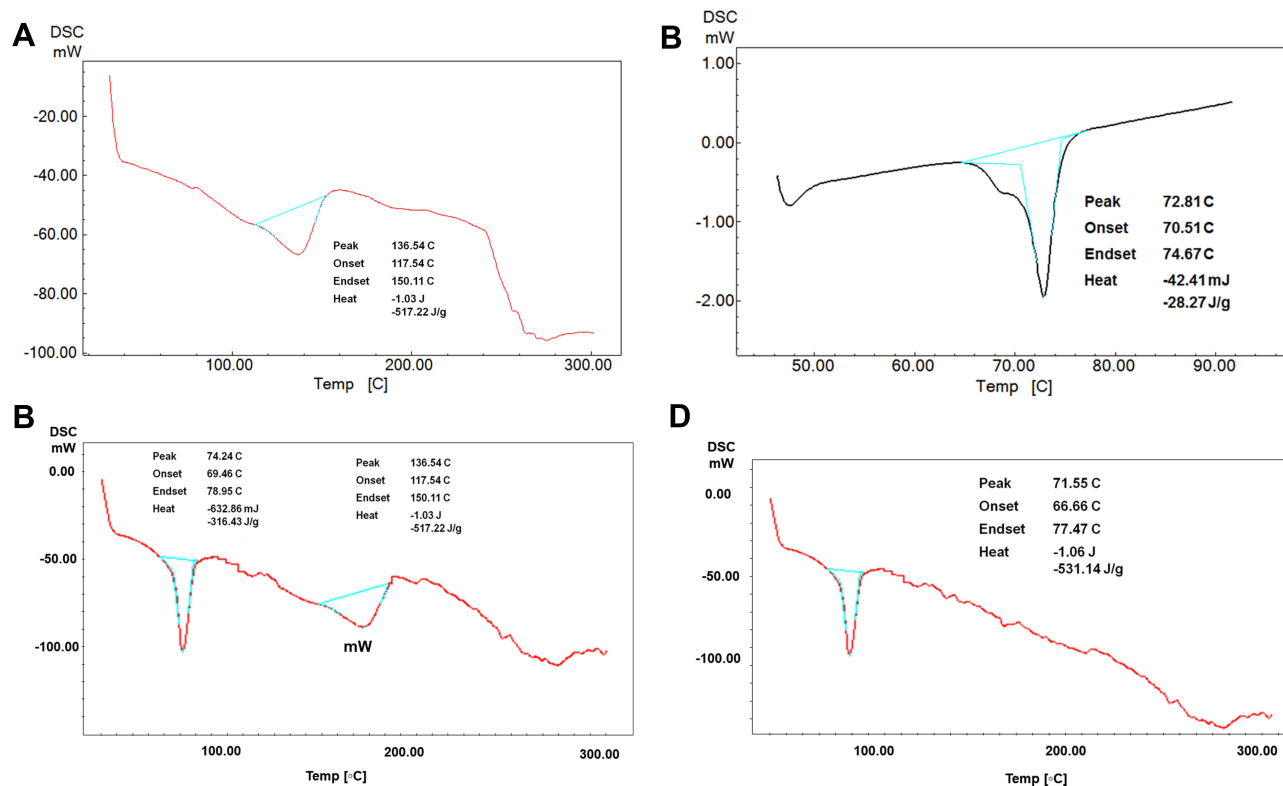 A
DSC
mW
-20.00
-40.00
-60.00
-80.00
-100.00
Peak 136.54 C
Onset 117.54 C
Endset 150.11 C
Heat -1.03 J
-517.22 J/g
100.00 200.00 300.00
Temp [C]
B
DSC
mW
1.00
0.00
-1.00
-2.00
Peak 72.81 C
Onset 70.51 C
Endset 74.67 C
Heat -42.41 mJ
-28.27 J/g
50.00 60.00 70.00 80.00 90.00
Temp [C]
B
DSC
mW
0.00
-50.00
-100.00
Peak 74.24 C
Onset 69.46 C
Endset 78.95 C
Heat -632.86 mJ
-316.43 J/g
Peak 136.54 C
Onset 117.54 C
Endset 150.11 C
Heat -1.03 J
-517.22 J/g
mW
100.00 200.00 300.00
Temp [◦C]
D
DSC
mW
0.00
-50.00
-100.00
Peak 71.55 C
Onset 66.66 C
Endset 77.47 C
Heat -1.06 J
-531.14 J/g
100.00 200.00 300.00
Temp [◦C]